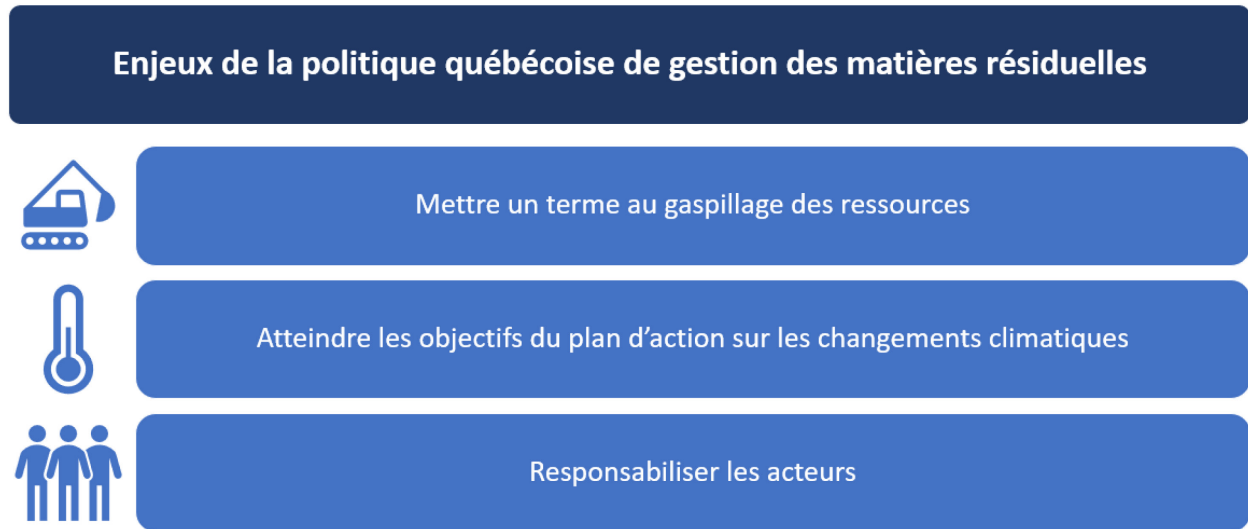 Enjeux de la politique québécoise de gestion des matières résiduelles
Mettre un terme au gaspillage des ressources
Atteindre les objectifs du plan d’action sur les changements climatiques
Responsabiliser les acteurs